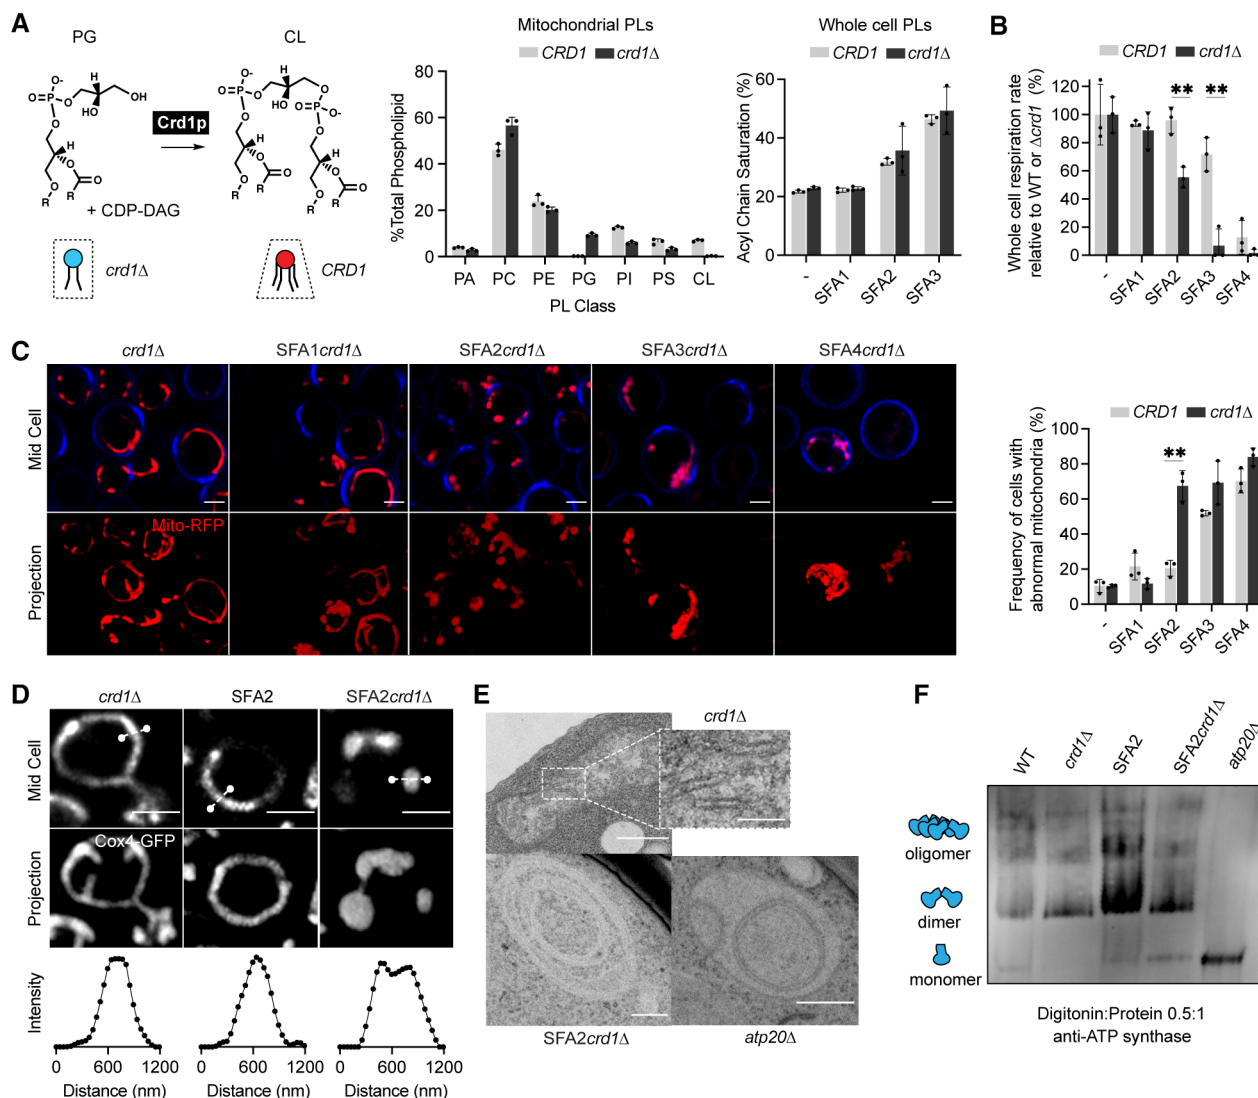 A
PG
CL
P
O-
O
O
H
OH
HO
O
H
O
O
R
O
R
Crd1p
+ CDP-DAG
O-
P
O
O
H
HO
O
P
O
O-
O
H
O
O
R
O
R
O
H
O
O
R
O
R
crd1Δ
CRD1
Mitochondrial PLs
CRD1 crd1Δ
%Total Phospholipid
80
60
40
20
0
PA PC PE PG PI PS CL
PL Class
Whole cell PLs
CRD1 crd1Δ
Acyl Chain Saturation (%)
60
40
20
0
- SFA1 SFA2 SFA3
B
CRD1 crd1Δ
Whole cell respiration rate
relative to WT or Δcrd1 (%)
120
100
80
60
40
20
0
** **
- SFA1 SFA2 SFA3 SFA4
C
crd1Δ SFA1crd1Δ SFA2crd1Δ SFA3crd1Δ SFA4crd1Δ
Mid Cell
Mito-RFP
Projection
CRD1 crd1Δ
Frequency of cells with
abnormal mitochondria (%)
100
80
60
40
20
0
**
- SFA1 SFA2 SFA3 SFA4
D
crd1Δ SFA2 SFA2crd1Δ
Mid Cell
Cox4-GFP
Projection
Intensity
0 600 1200 0 600 1200 0 600 1200
Distance (nm) Distance (nm) Distance (nm)
E
crd1Δ
SFA2crd1Δ atp20Δ
F
WT crd1Δ SFA2 SFA2crd1Δ atp20Δ
oligomer
dimer
monomer
Digitonin:Protein 0.5:1
anti-ATP synthase